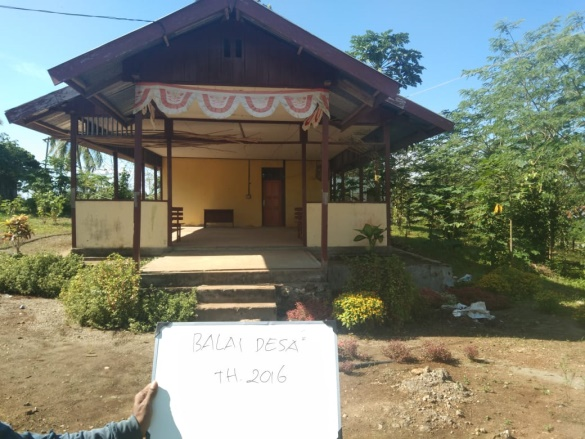 BALAI DESA"
TH. 2016